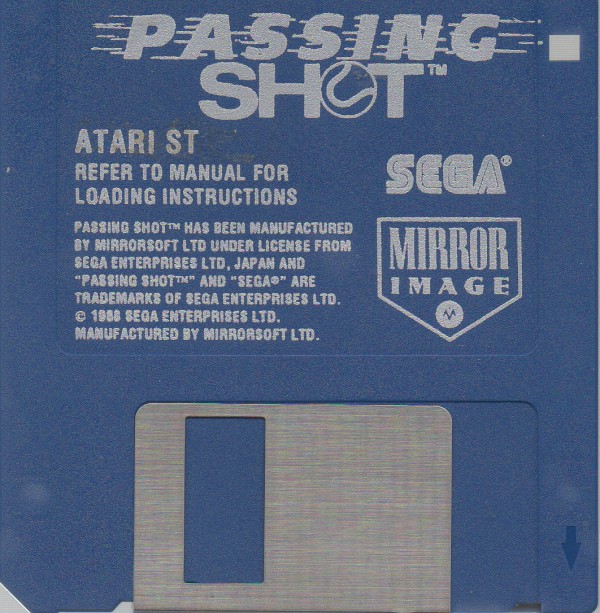 PASSING
SHOT™
ATARI ST
REFER TO MANUAL FOR
LOADING INSTRUCTIONS
SEGA®
PASSING SHOT™ HAS BEEN MANUFACTURED
BY MIRRORSOFT LTD UNDER LICENSE FROM
SEGA ENTERPRISES LTD, JAPAN AND
"PASSING SHOT™" AND "SEGA®" ARE
TRADEMARKS OF SEGA ENTERPRISES LTD.
© 1988 SEGA ENTERPRISES LTD.
MANUFACTURED BY MIRRORSOFT LTD.
MIRROR
IMAGE
M